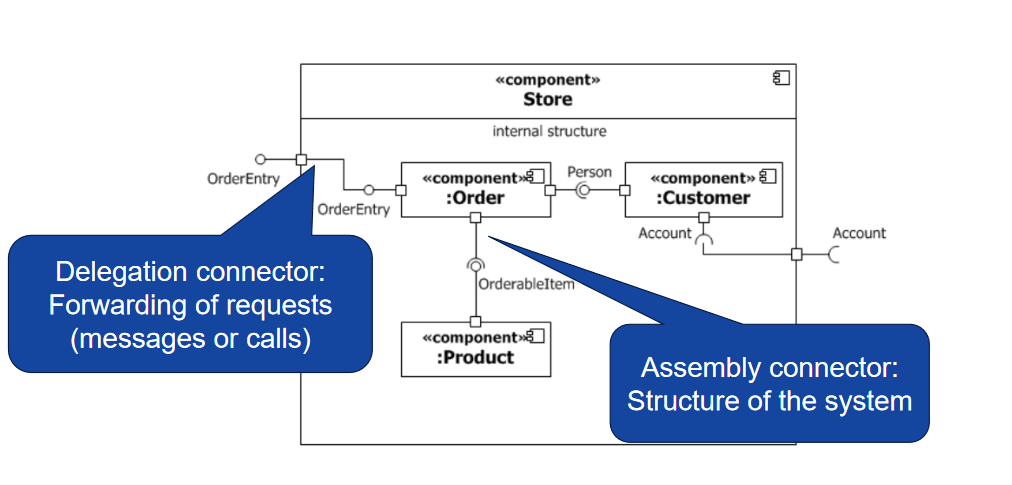 «component»
Store
internal structure
OrderEntry
OrderEntry
«component»
:Order
Person
«component»
:Customer
Account
Account
OrderableItem
«component»
:Product
Delegation connector:
Forwarding of requests
(messages or calls)
Assembly connector:
Structure of the system